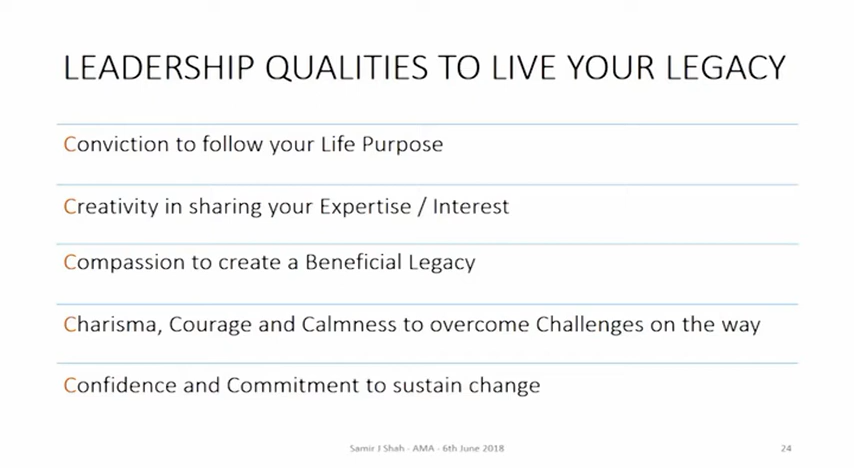 LEADERSHIP QUALITIES TO LIVE YOUR LEGACY
Conviction to follow your Life Purpose
Creativity in sharing your Expertise / Interest
Compassion to create a Beneficial Legacy
Charisma, Courage and Calmness to overcome Challenges on the way
Confidence and Commitment to sustain change
Samir J Shah - AMA - 6th June 2018
24